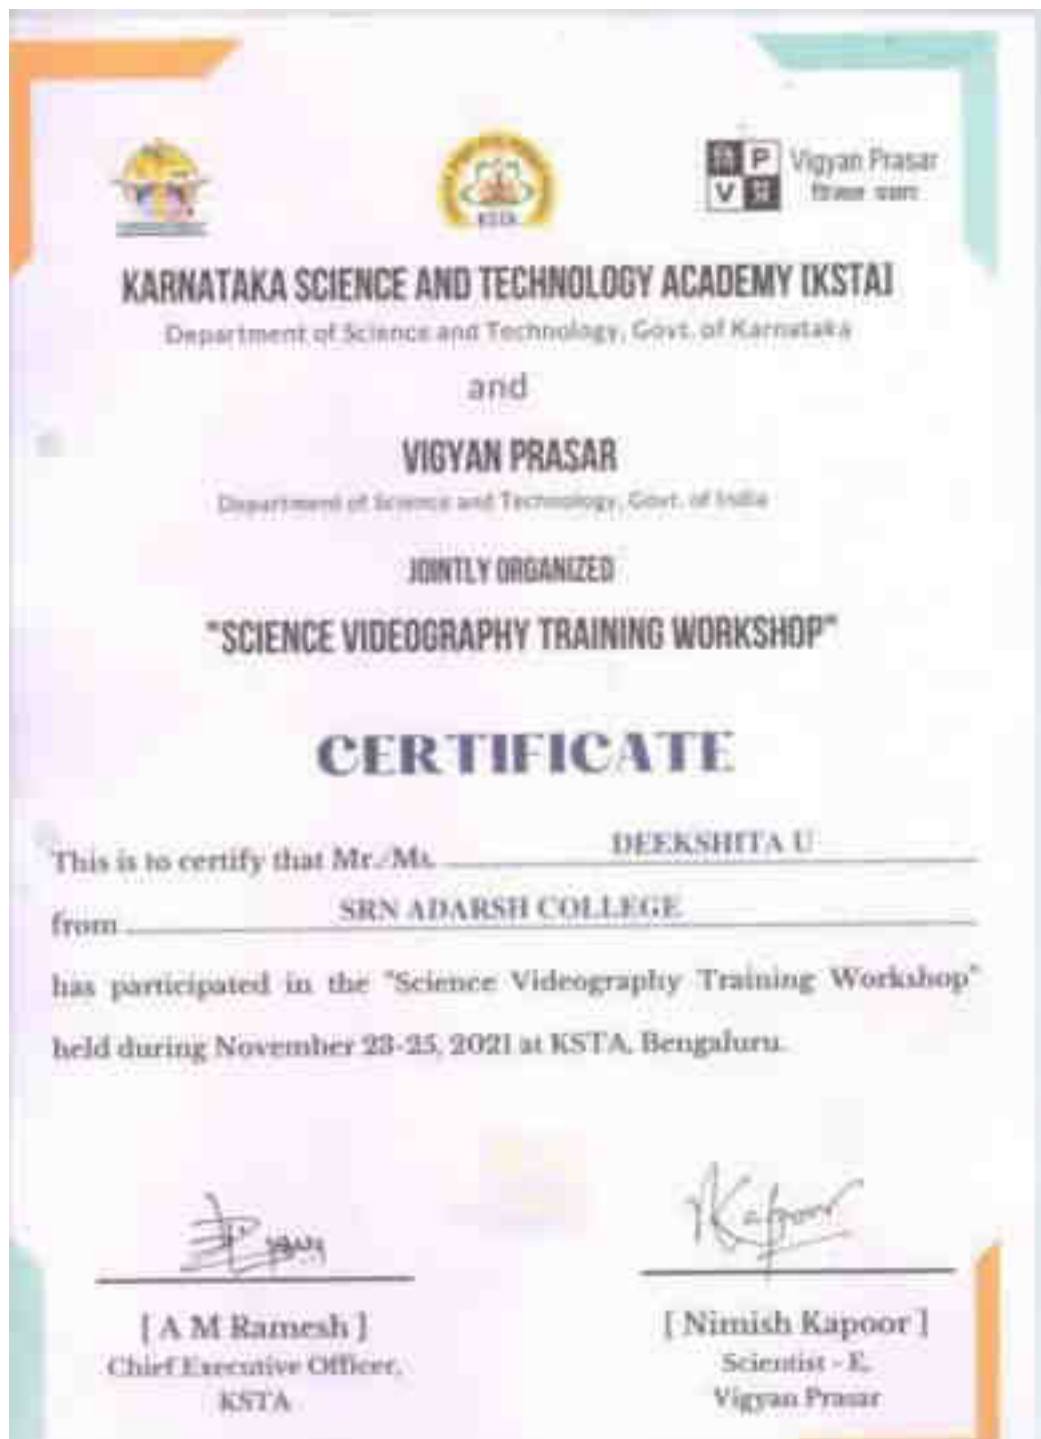 KSTA
P
V
Vigyan Prasar
KARNATAKA SCIENCE AND TECHNOLOGY ACADEMY [KSTA]
Department of Science and Technology, Govt. of Karnataka
and
VIGYAN PRASAR
Department of Science and Technology, Govt. of India
JOINTLY ORGANIZED
"SCIENCE VIDEOGRAPHY TRAINING WORKSHOP"
CERTIFICATE
This is to certify that Mr./Ms. DEEKSHITA U
from SRN ADARSH COLLEGE
has participated in the "Science Videography Training Workshop"
held during November 23-25, 2021 at KSTA, Bengaluru.
Kapoor
[ A M Ramesh ]
Chief Executive Officer,
KSTA
[ Nimish Kapoor ]
Scientist - E,
Vigyan Prasar